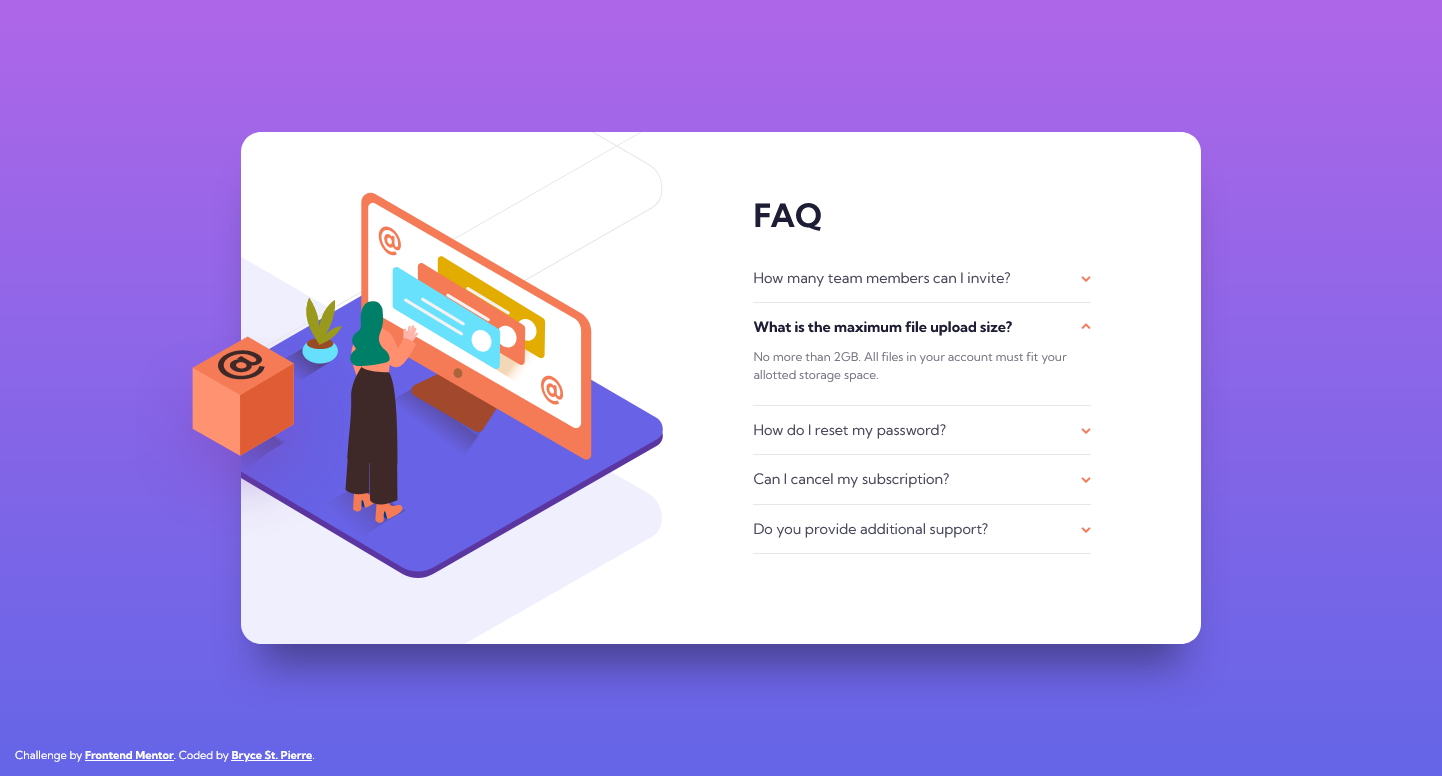 FAQ
How many team members can I invite?
What is the maximum file upload size?
No more than 2GB. All files in your account must fit your
allotted storage space.
How do I reset my password?
Can I cancel my subscription?
Do you provide additional support?
@
@
@
Challenge by Frontend Mentor. Coded by Bryce St. Pierre.